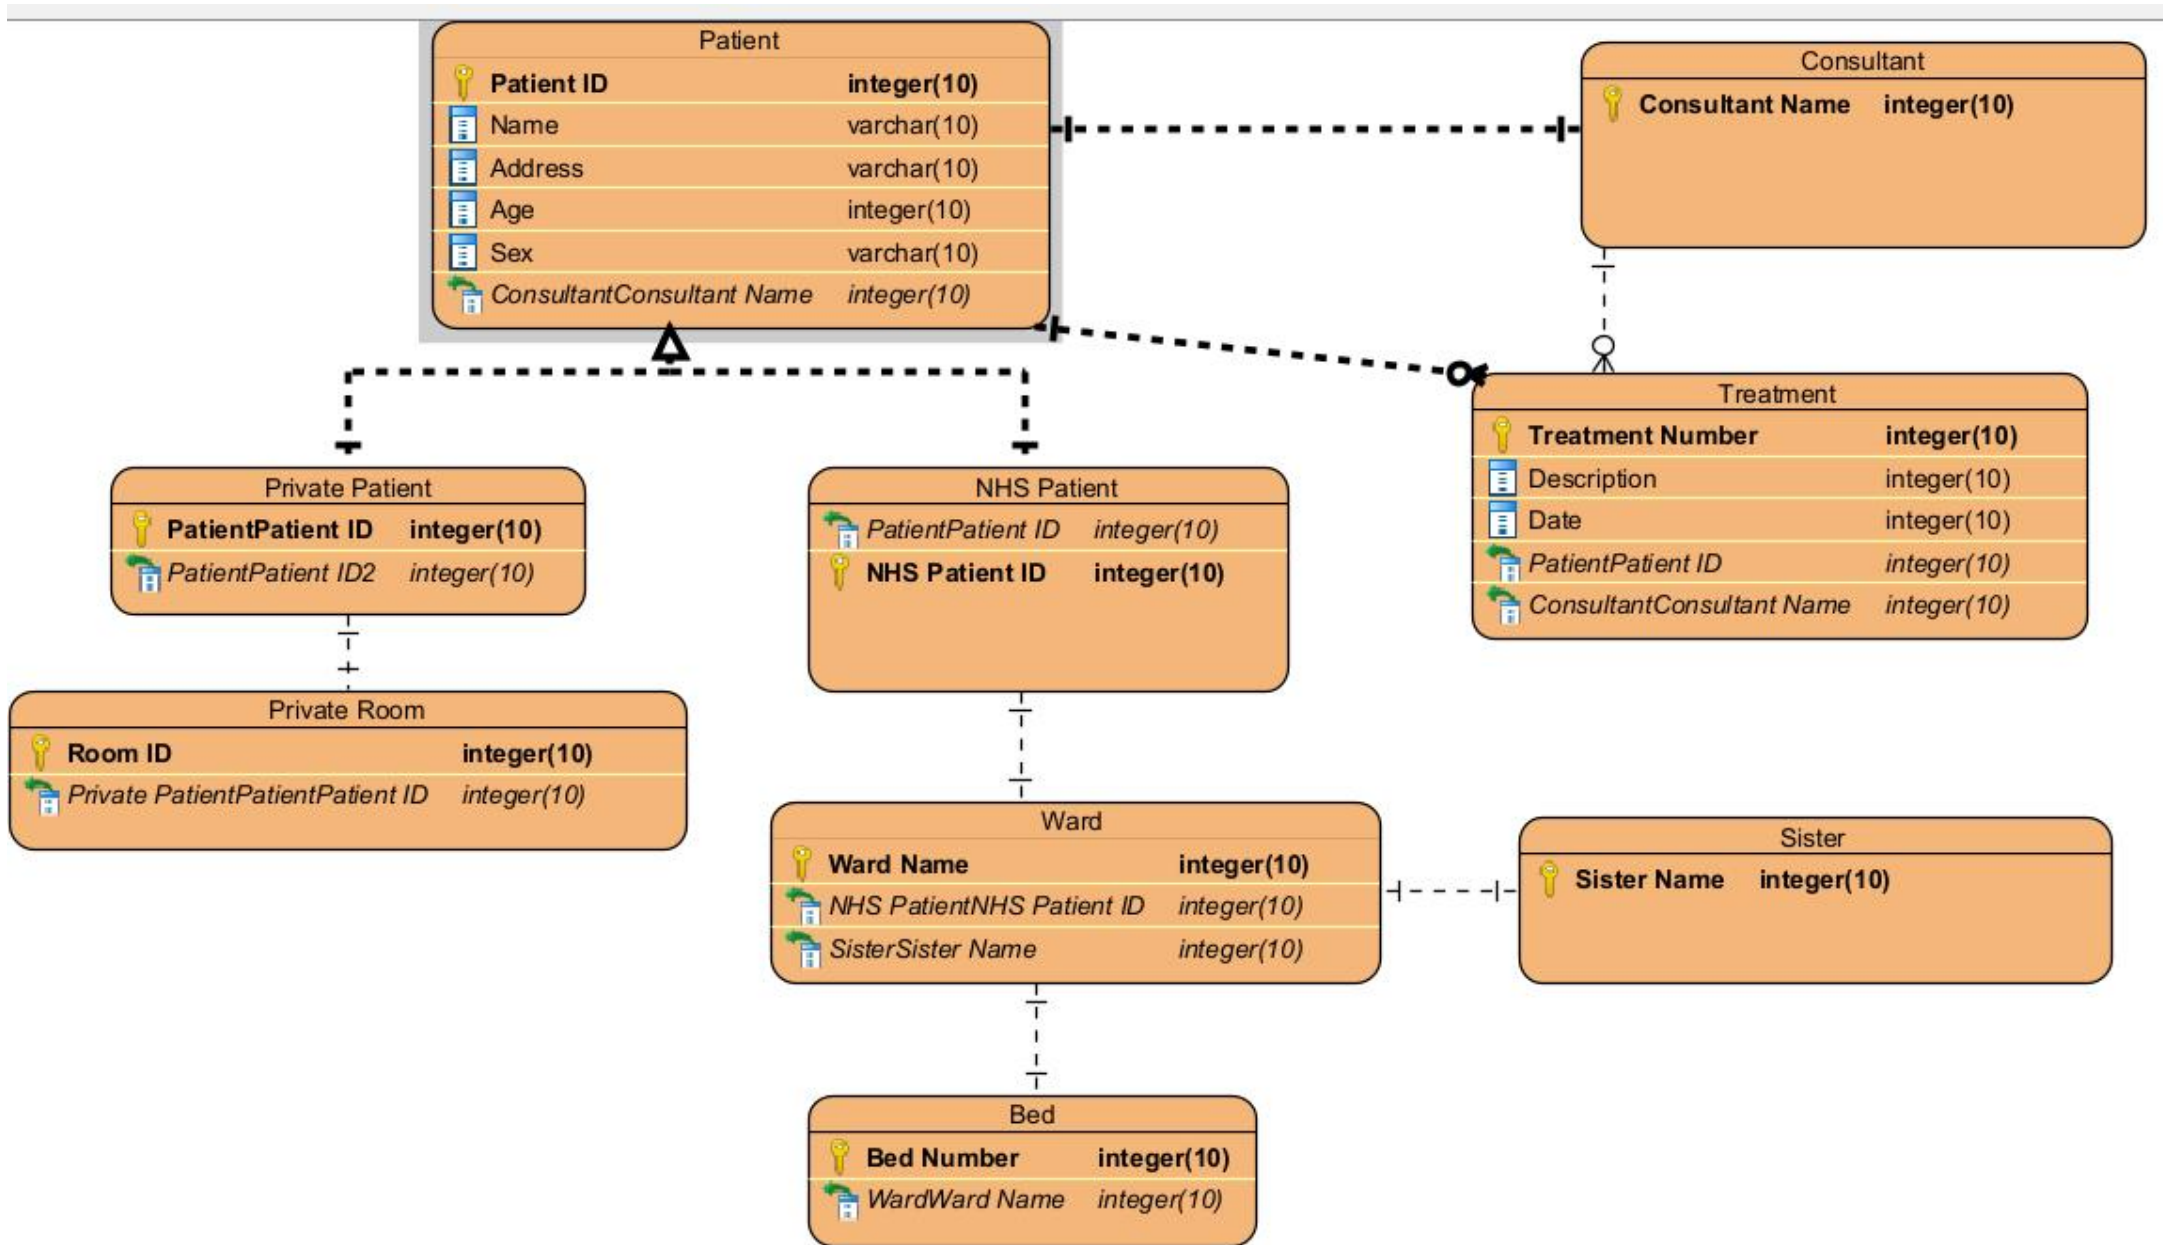 Patient
Patient ID integer(10)
Name varchar(10)
Address varchar(10)
Age integer(10)
Sex varchar(10)
ConsultantConsultant Name integer(10)
Consultant
Consultant Name integer(10)
Treatment
Treatment Number integer(10)
Description integer(10)
Date integer(10)
PatientPatient ID integer(10)
ConsultantConsultant Name integer(10)
Private Patient
PatientPatient ID integer(10)
PatientPatient ID2 integer(10)
NHS Patient
PatientPatient ID integer(10)
NHS Patient ID integer(10)
Private Room
Room ID integer(10)
Private PatientPatientPatient ID integer(10)
Ward
Ward Name integer(10)
NHS PatientNHS Patient ID integer(10)
SisterSister Name integer(10)
Sister
Sister Name integer(10)
Bed
Bed Number integer(10)
WardWard Name integer(10)